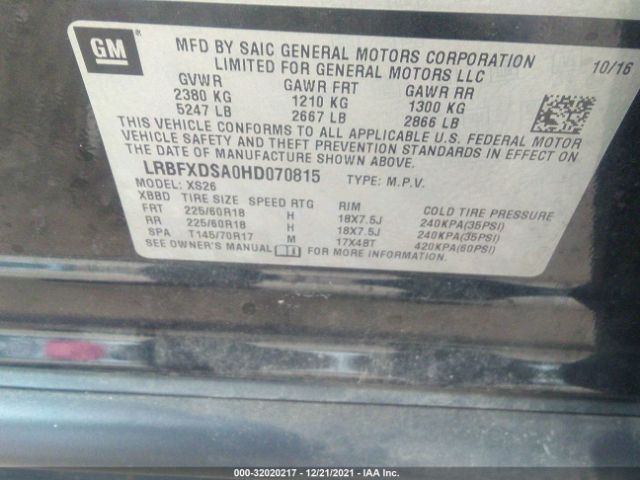 GM
MFD BY SAIC GENERAL MOTORS CORPORATION
LIMITED FOR GENERAL MOTORS LLC
10/16
GVWR GAWR FRT GAWR RR
2380 KG 1210 KG 1300 KG
5247 LB 2667 LB 2866 LB
THIS VEHICLE CONFORMS TO ALL APPLICABLE U.S. FEDERAL MOTOR
VEHICLE SAFETY AND THEFT PREVENTION STANDARDS IN EFFECT ON
THE DATE OF MANUFACTURE SHOWN ABOVE.
LRBFXDSA0HD070815 TYPE: M.P.V.
MODEL: XS26
XBBD TIRE SIZE SPEED RTG RIM COLD TIRE PRESSURE
FRT 225/60R18 H 18X7.5J 240KPA(35PSI)
RR 225/60R18 H 18X7.5J 240KPA(35PSI)
SPA T145/70R17 M 17X4BT 420KPA(60PSI)
SEE OWNER'S MANUAL FOR MORE INFORMATION.
000-32020217 - 12/21/2021 - IAA Inc.